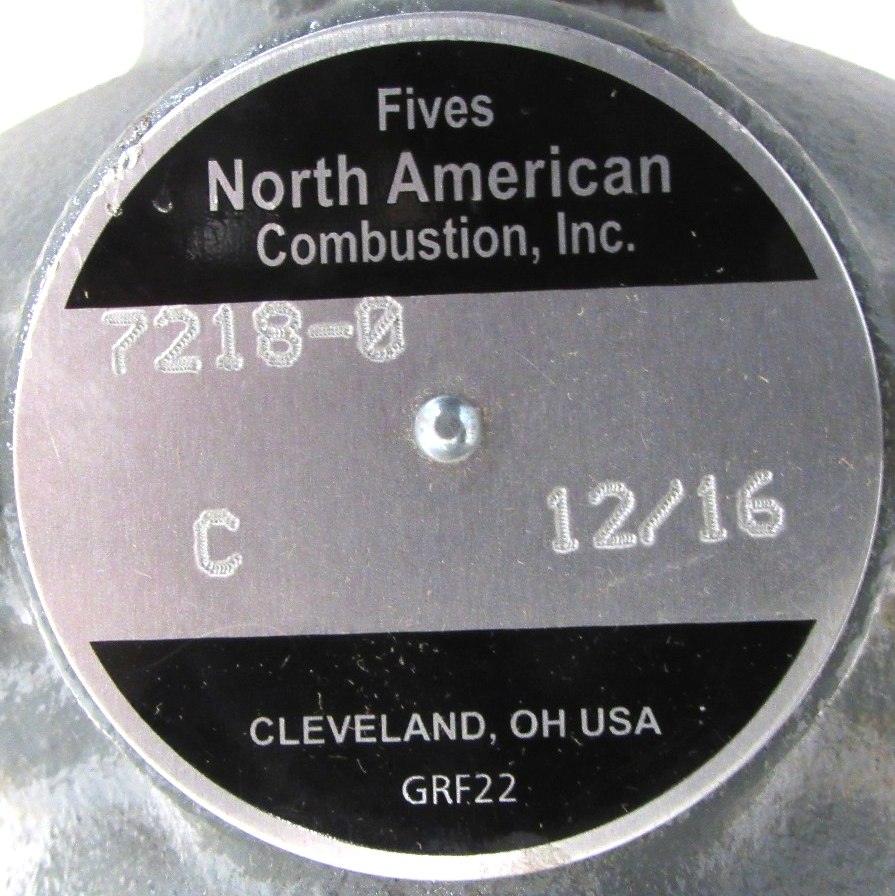 Fives
North American
Combustion, Inc.
7218-0
C 12/16
CLEVELAND, OH USA
GRF22